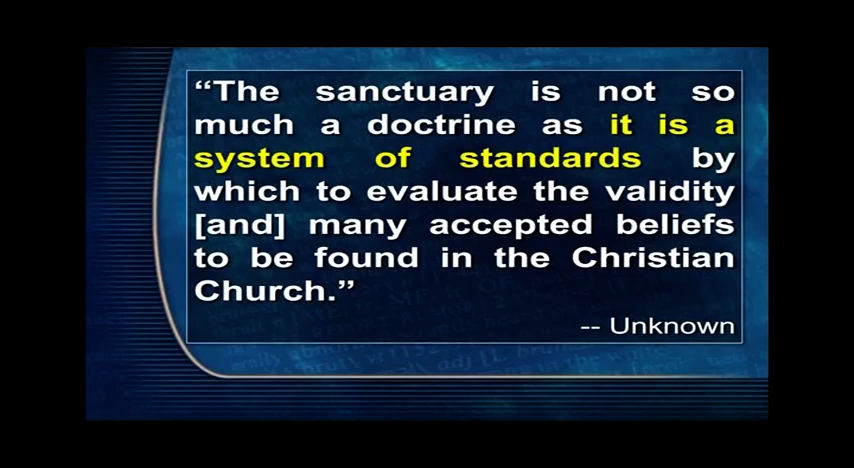 “The sanctuary is not so
much a doctrine as it is a
system of standards by
which to evaluate the validity
[and] many accepted beliefs
to be found in the Christian
Church.”
-- Unknown